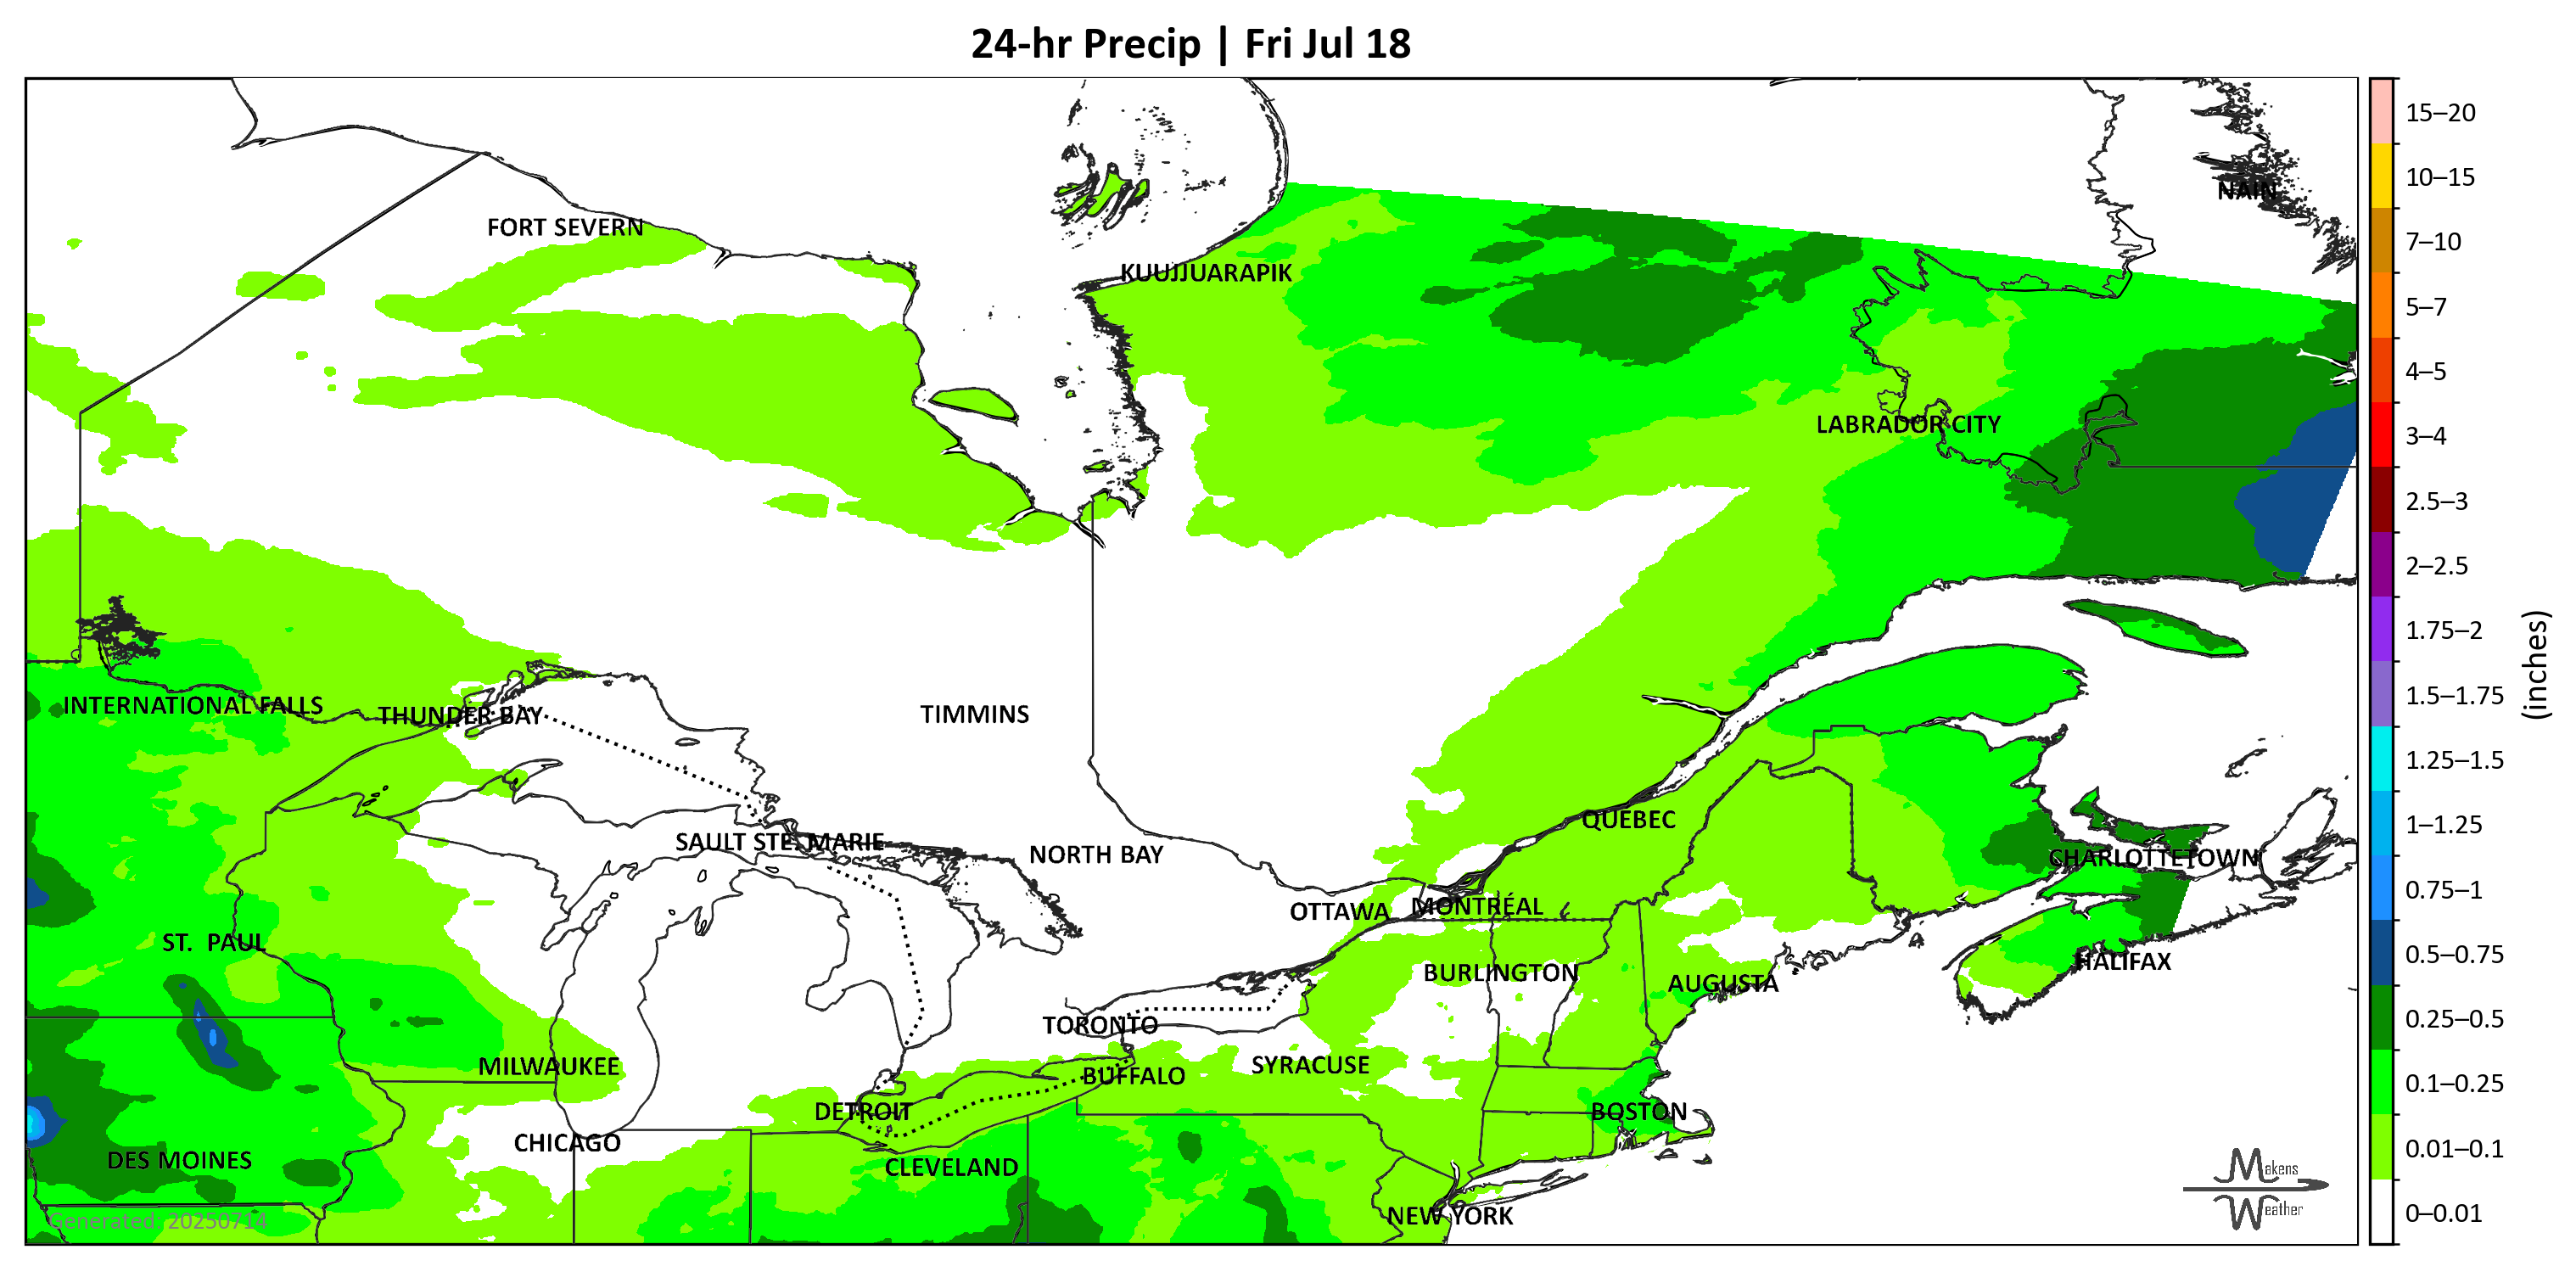 24-hr Precip | Fri Jul 18
NAIN
FORT SEVERN
KUUJJUARAPIK
LABRADOR CITY
INTERNATIONAL FALLS
THUNDER BAY
TIMMINS
QUEBEC
SAULT STE. MARIE
NORTH BAY
CHARLOTTETOWN
OTTAWA
MONTRÉAL
ST. PAUL
HALIFAX
BURLINGTON
AUGUSTA
TORONTO
MILWAUKEE
SYRACUSE
BUFFALO
DETROIT
BOSTON
CHICAGO
DES MOINES
CLEVELAND
NEW YORK
Generated: 20250714
Makens
Weather
15–20
10–15
7–10
5–7
4–5
3–4
2.5–3
2–2.5
1.75–2
1.5–1.75
1.25–1.5
1–1.25
0.75–1
0.5–0.75
0.25–0.5
0.1–0.25
0.01–0.1
0–0.01
(inches)